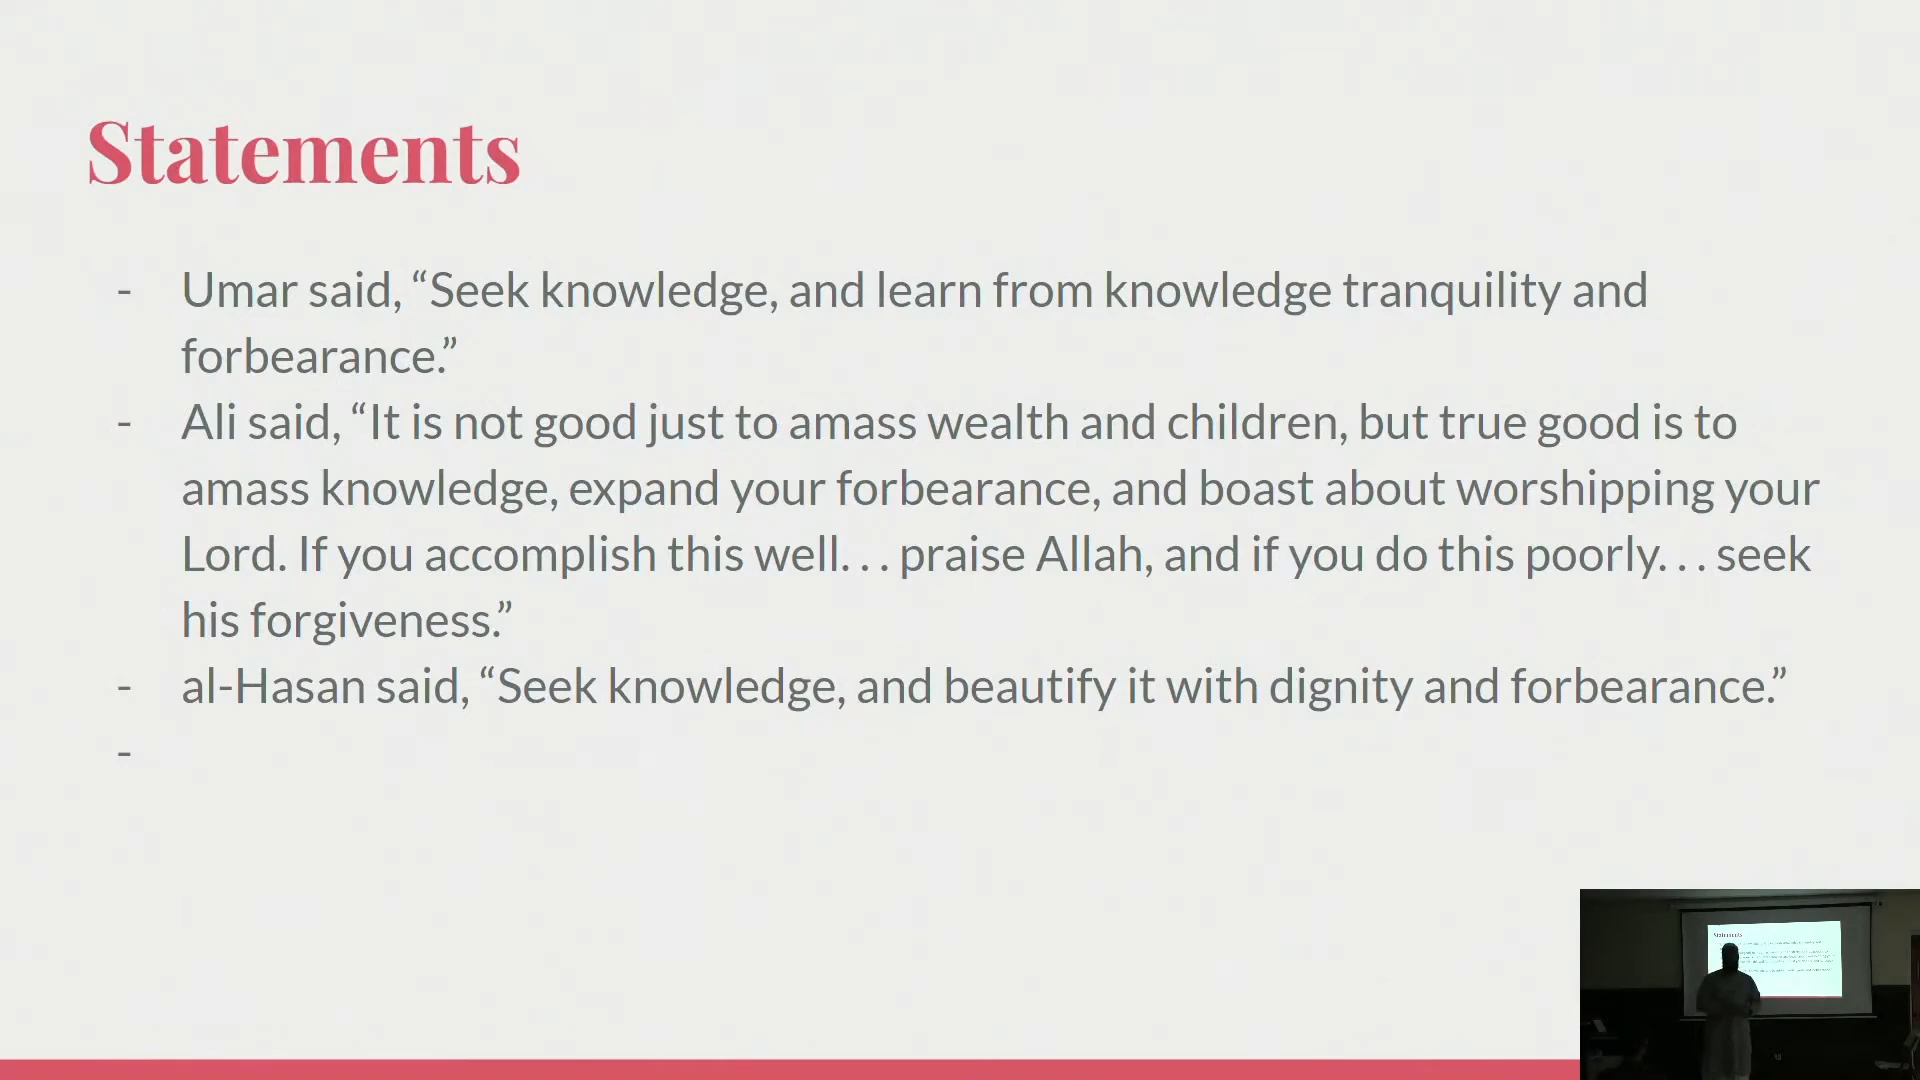 Statements
- Umar said, “Seek knowledge, and learn from knowledge tranquility and
forbearance.”
- Ali said, “It is not good just to amass wealth and children, but true good is to
amass knowledge, expand your forbearance, and boast about worshipping your
Lord. If you accomplish this well. . . praise Allah, and if you do this poorly. . . seek
his forgiveness.”
- al-Hasan said, “Seek knowledge, and beautify it with dignity and forbearance.”
-
Statements